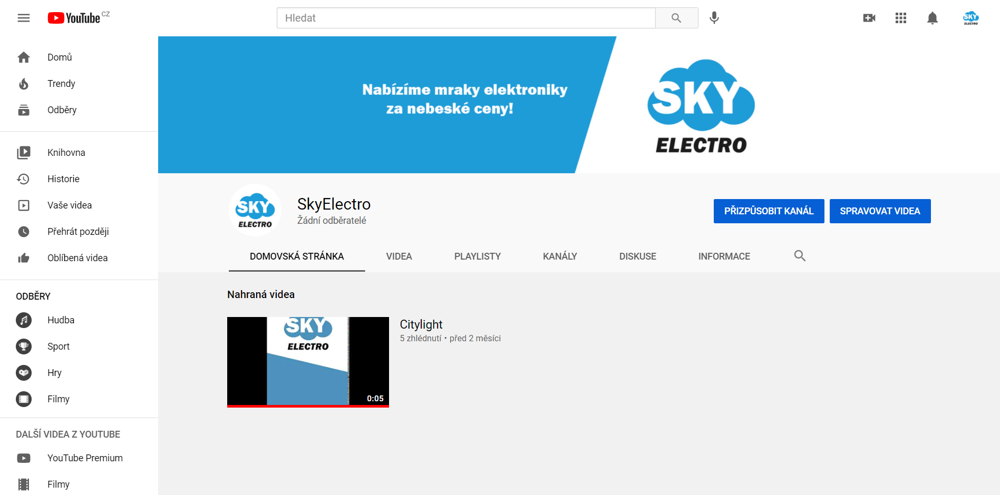 YouTube CZ
Hledat
SKY
ELECTRO
Domů
Trendy
Odběry
Knihovna
Historie
Vaše videa
Přehrát později
Oblíbená videa
ODBĚRY
Hudba
Sport
Hry
Filmy
DALŠÍ VIDEA Z YOUTUBE
YouTube Premium
Filmy
Nabízíme mraky elektroniky
za nebeské ceny!
SKY
ELECTRO
SKY
ELECTRO
SkyElectro
Žádní odběratelé
PŘIZPŮSOBIT KANÁL
SPRAVOVAT VIDEA
DOMOVSKÁ STRÁNKA
VIDEA
PLAYLISTY
KANÁLY
DISKUSE
INFORMACE
Nahraná videa
SKY
ELECTRO
0:05
Citylight
5 zhlédnutí • před 2 měsíci